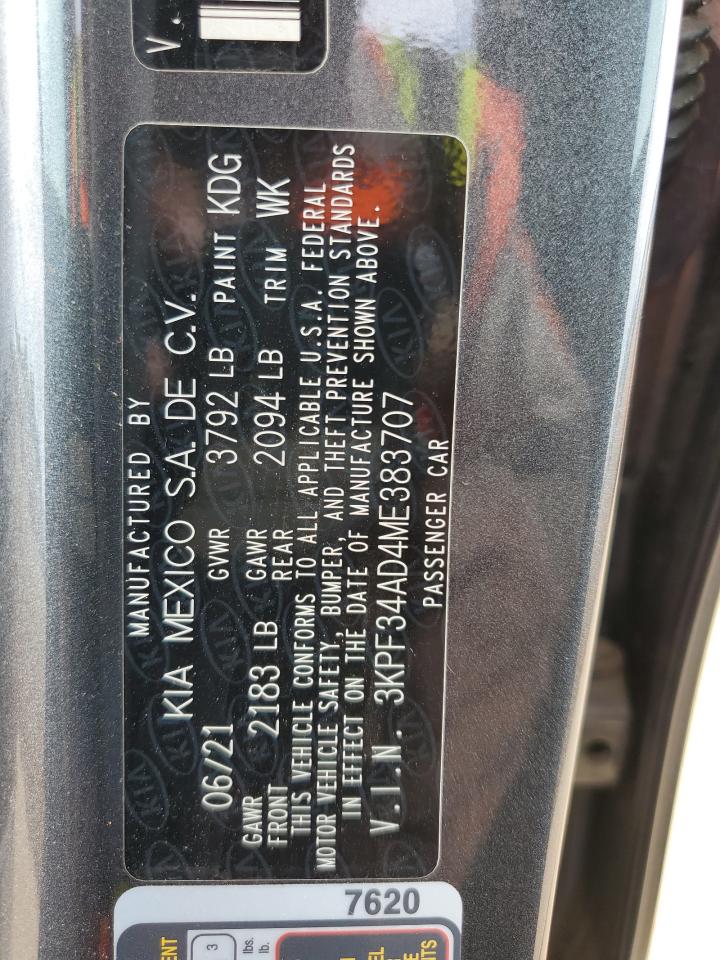 V.
MANUFACTURED BY
KIA MEXICO S.A. DE C.V.
06/21 GVWR 3792 LB PAINT KDG
GAWR FRONT 2183 LB GAWR REAR 2094 LB TRIM WK
THIS VEHICLE CONFORMS TO ALL APPLICABLE U.S.A. FEDERAL
MOTOR VEHICLE SAFETY, BUMPER, AND THEFT PREVENTION STANDARDS
IN EFFECT ON THE DATE OF MANUFACTURE SHOWN ABOVE.
V.I.N. 3KPF34AD4ME383707
PASSENGER CAR
7620
3
lbs.
lb.